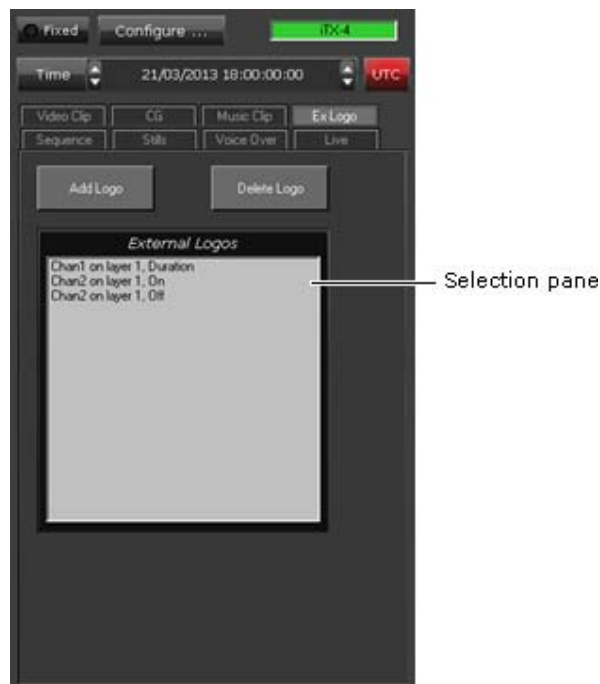 Fixed Configure ... iTX-4
Time 21/03/2013 18:00:00:00 UTC
Video Clip CG Music Clip Ex Logo
Sequence Stills Voice Over Live
Add Logo Delete Logo
External Logos
Chan1 on layer 1, Duration
Chan2 on layer 1, On
Chan2 on layer 1, Off
Selection pane